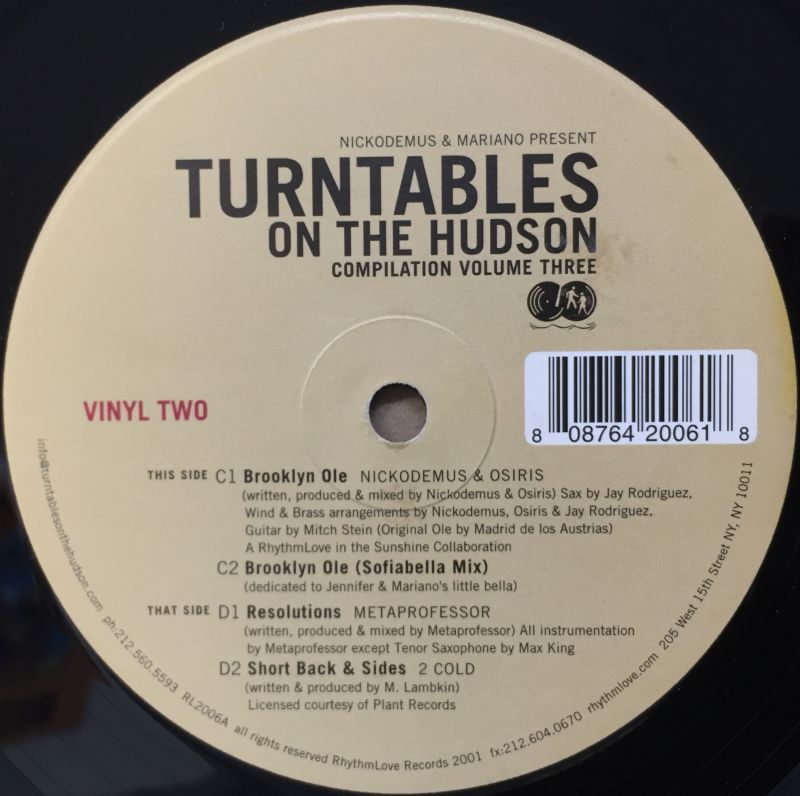 NICKODEMUS & MARIANO PRESENT
TURNTABLES
ON THE HUDSON
COMPILATION VOLUME THREE
8 08764 20061 8
VINYL TWO
THIS SIDE C1 Brooklyn Ole NICKODEMUS & OSIRIS
(written, produced & mixed by Nickodemus & Osiris) Sax by Jay Rodriguez,
Wind & Brass arrangements by Nickodemus, Osiris & Jay Rodriguez,
Guitar by Mitch Stein (Original Ole by Madrid de los Austrias)
A RhythmLove in the Sunshine Collaboration
C2 Brooklyn Ole (Sofiabella Mix)
(dedicated to Jennifer & Mariano's little bella)
THAT SIDE D1 Resolutions METAPROFESSOR
(written, produced & mixed by Metaprofessor) All instrumentation
by Metaprofessor except Tenor Saxophone by Max King
D2 Short Back & Sides 2 COLD
(written & produced by M. Lambkin)
Licensed courtesy of Plant Records
info@turntablesonthehudson.com ph:212.560.5593 RL2006A all rights reserved RhythmLove Records 2001 fx:212.604.0670 rhythmlove.com 205 West 15th Street NY, NY 10011